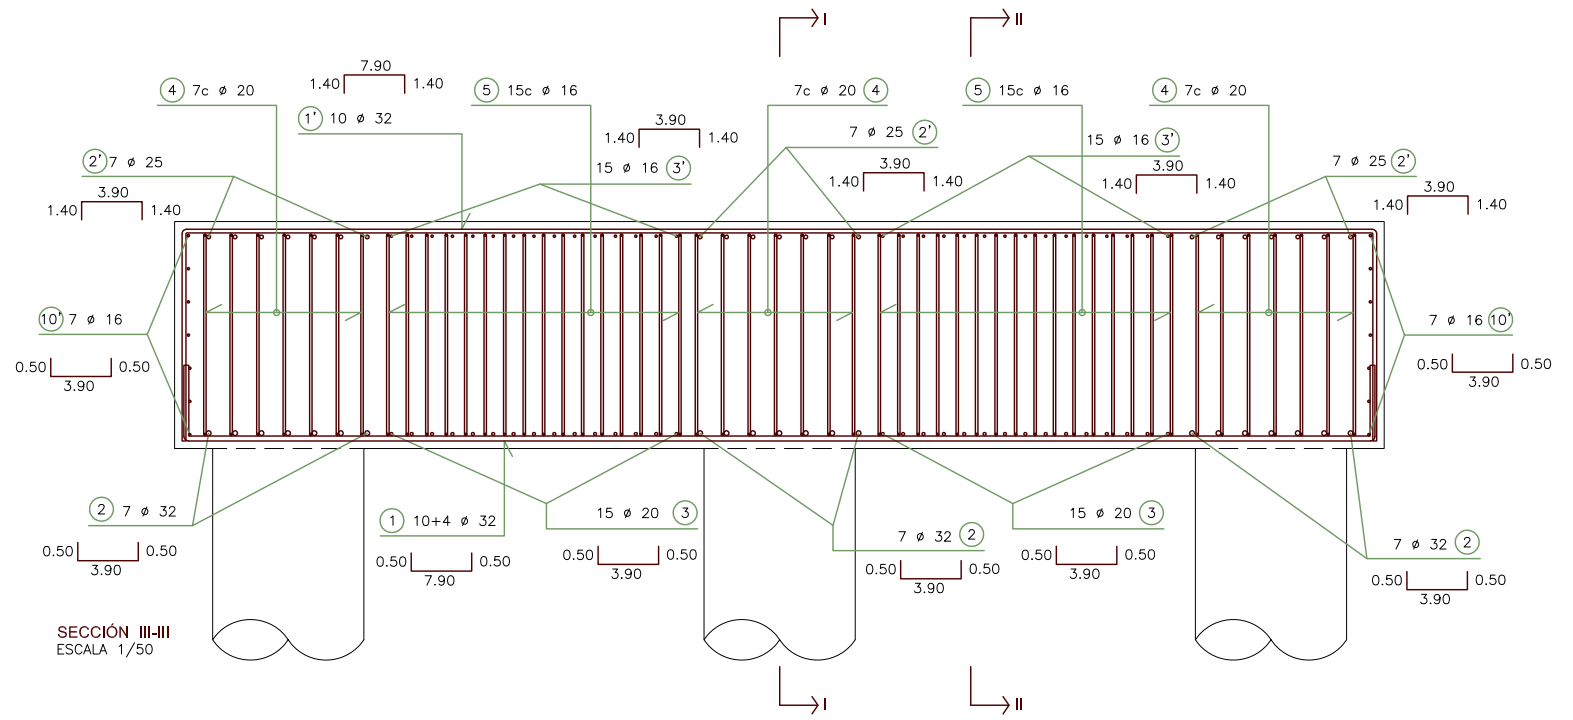 I
II
7.90
1.40 1.40
4 7c ø 20
5 15c ø 16
7c ø 20 4
5 15c ø 16
4 7c ø 20
1' 10 ø 32
3.90
1.40 1.40
7 ø 25 2'
15 ø 16 3'
2' 7 ø 25
15 ø 16 3'
3.90
1.40 1.40
3.90
1.40 1.40
7 ø 25 2'
3.90
1.40 1.40
3.90
1.40 1.40
10' 7 ø 16
0.50 0.50
3.90
7 ø 16 10'
0.50 0.50
3.90
2 7 ø 32
0.50 0.50
3.90
1 10+4 ø 32
0.50 0.50
7.90
15 ø 20 3
0.50 0.50
3.90
7 ø 32 2
0.50 0.50
3.90
15 ø 20 3
0.50 0.50
3.90
7 ø 32 2
0.50 0.50
3.90
SECCIÓN III-III
ESCALA 1/50
I
II